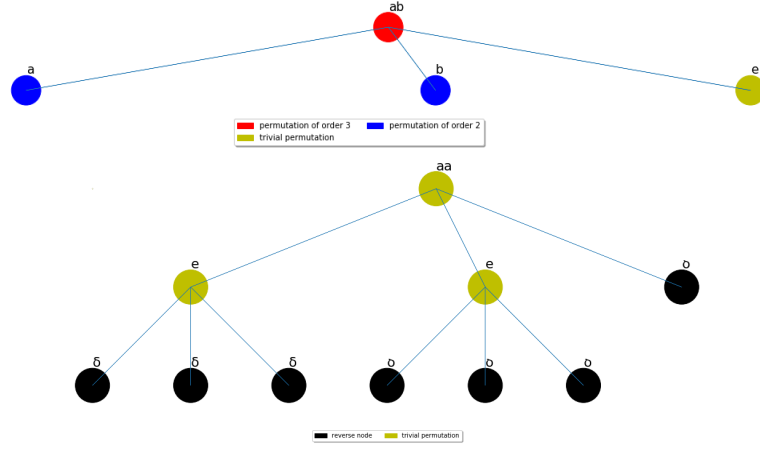 ab
a b e
permutation of order 3 permutation of order 2
trivial permutation
aa
e e o
δ δ δ o o o
reverse node trivial permutation